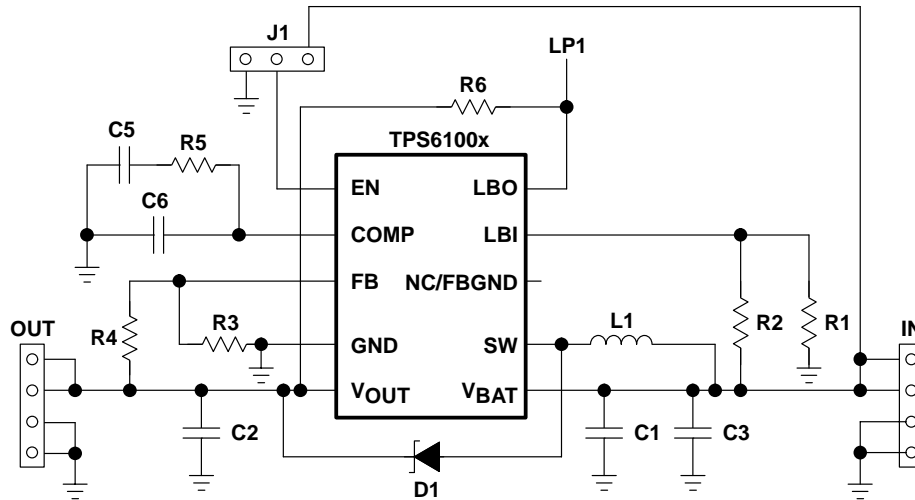 J1
LP1
R6
TPS6100x
C5
R5
EN
LBO
C6
COMP
LBI
FB
NC/FBGND
OUT
R4
R3
L1
R2
R1
IN
GND
SW
VOUT
VBAT
C2
C1
C3
D1